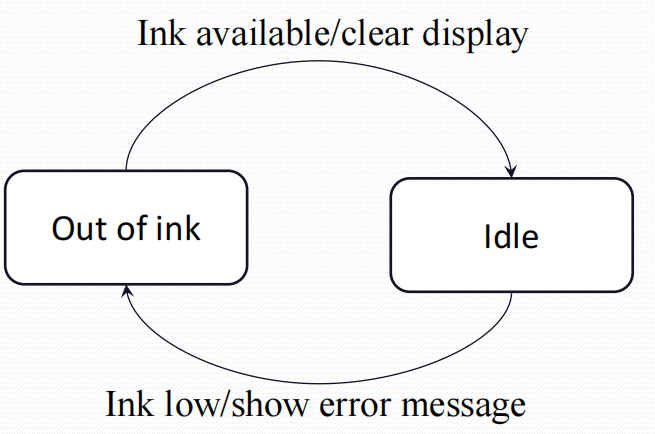 Ink available/clear display
Out of ink
Idle
Ink low/show error message